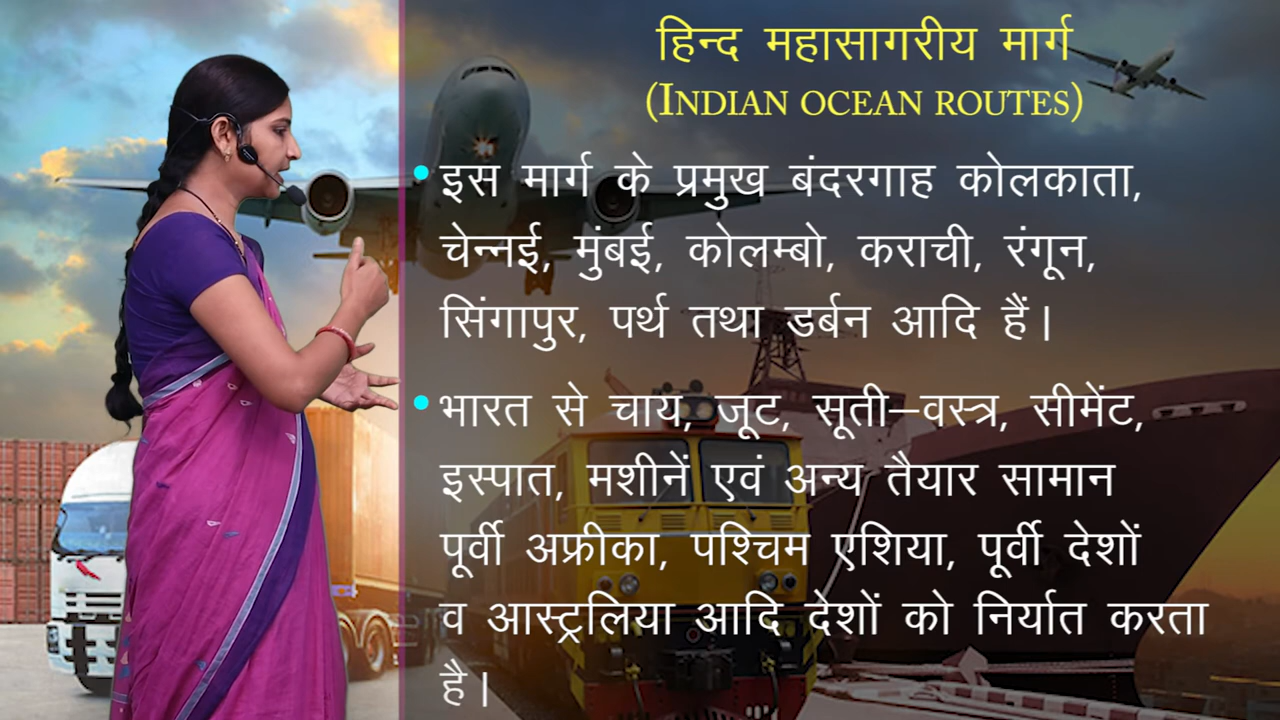 हिन्द महासागरीय मार्ग
(INDIAN OCEAN ROUTES)
• इस मार्ग के प्रमुख बंदरगाह कोलकाता,
चेन्नई, मुंबई, कोलम्बो, कराची, रंगून,
सिंगापुर, पर्थ तथा डर्बन आदि हैं।
• भारत से चाय, जूट, सूती–वस्त्र, सीमेंट,
इस्पात, मशीनें एवं अन्य तैयार सामान
पूर्वी अफ्रीका, पश्चिम एशिया, पूर्वी देशों
व आस्ट्रलिया आदि देशों को निर्यात करता
है।